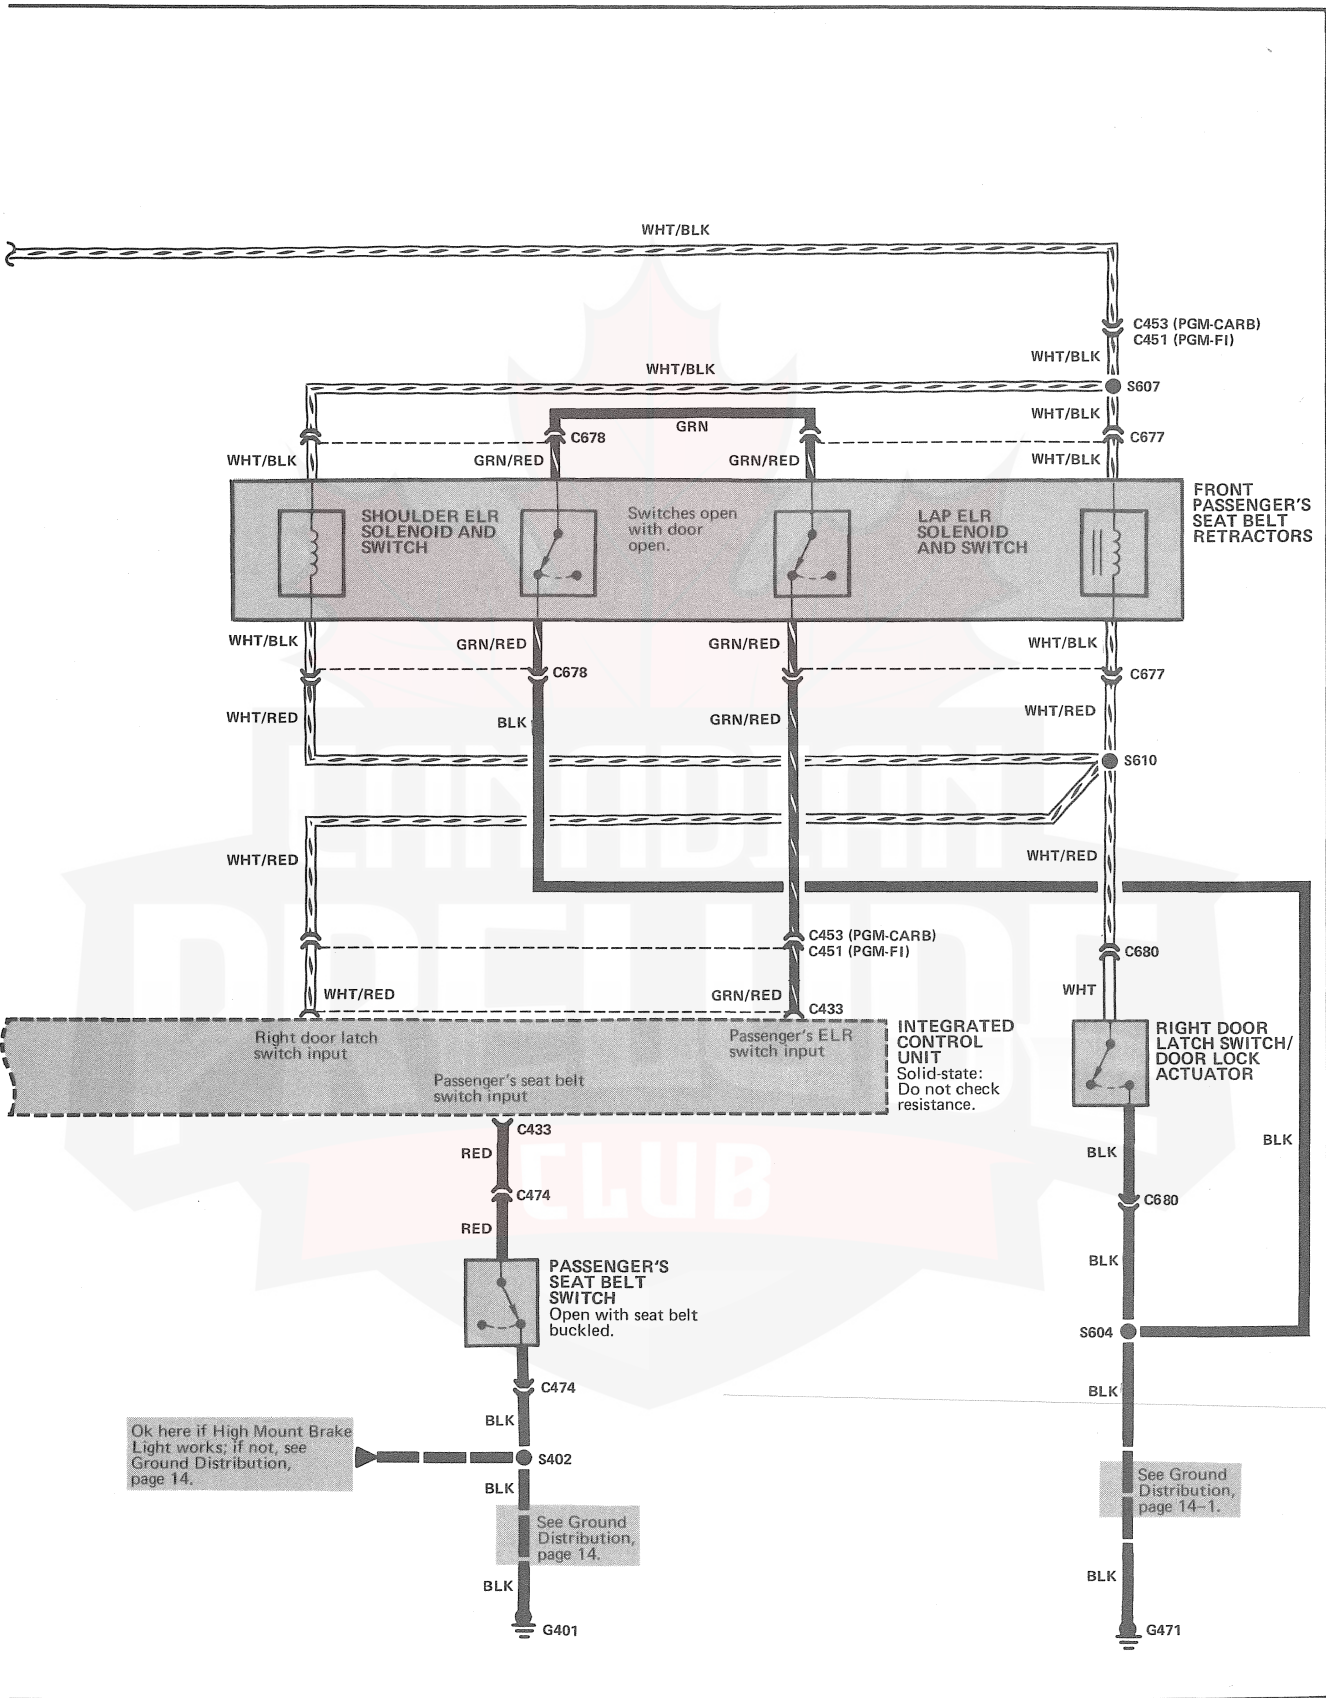 WHT/BLK
C453 (PGM-CARB)
C451 (PGM-FI)
WHT/BLK
WHT/BLK
S607
WHT/BLK
GRN
C678
C677
WHT/BLK
GRN/RED
GRN/RED
WHT/BLK
FRONT
PASSENGER'S
SEAT BELT
RETRACTORS
SHOULDER ELR
SOLENOID AND
SWITCH
Switches open
with door
open.
LAP ELR
SOLENOID
AND SWITCH
WHT/BLK
GRN/RED
GRN/RED
WHT/BLK
C678
C677
WHT/RED
BLK
GRN/RED
WHT/RED
S610
CANADIAN
WHT/RED
WHT/RED
PRELUDE
C453 (PGM-CARB)
C451 (PGM-FI)
C680
WHT/RED
GRN/RED
C433
WHT
Right door latch
switch input
Passenger's ELR
switch input
Passenger's seat belt
switch input
INTEGRATED
CONTROL
UNIT
Solid-state:
Do not check
resistance.
RIGHT DOOR
LATCH SWITCH/
DOOR LOCK
ACTUATOR
C433
RED
BLK
BLK
CLUB
C474
C680
RED
BLK
PASSENGER'S
SEAT BELT
SWITCH
Open with seat belt
buckled.
S604
C474
BLK
BLK
Ok here if High Mount Brake
Light works; if not, see
Ground Distribution,
page 14.
S402
BLK
See Ground
Distribution,
page 14-1.
See Ground
Distribution,
page 14.
BLK
BLK
G401
G471